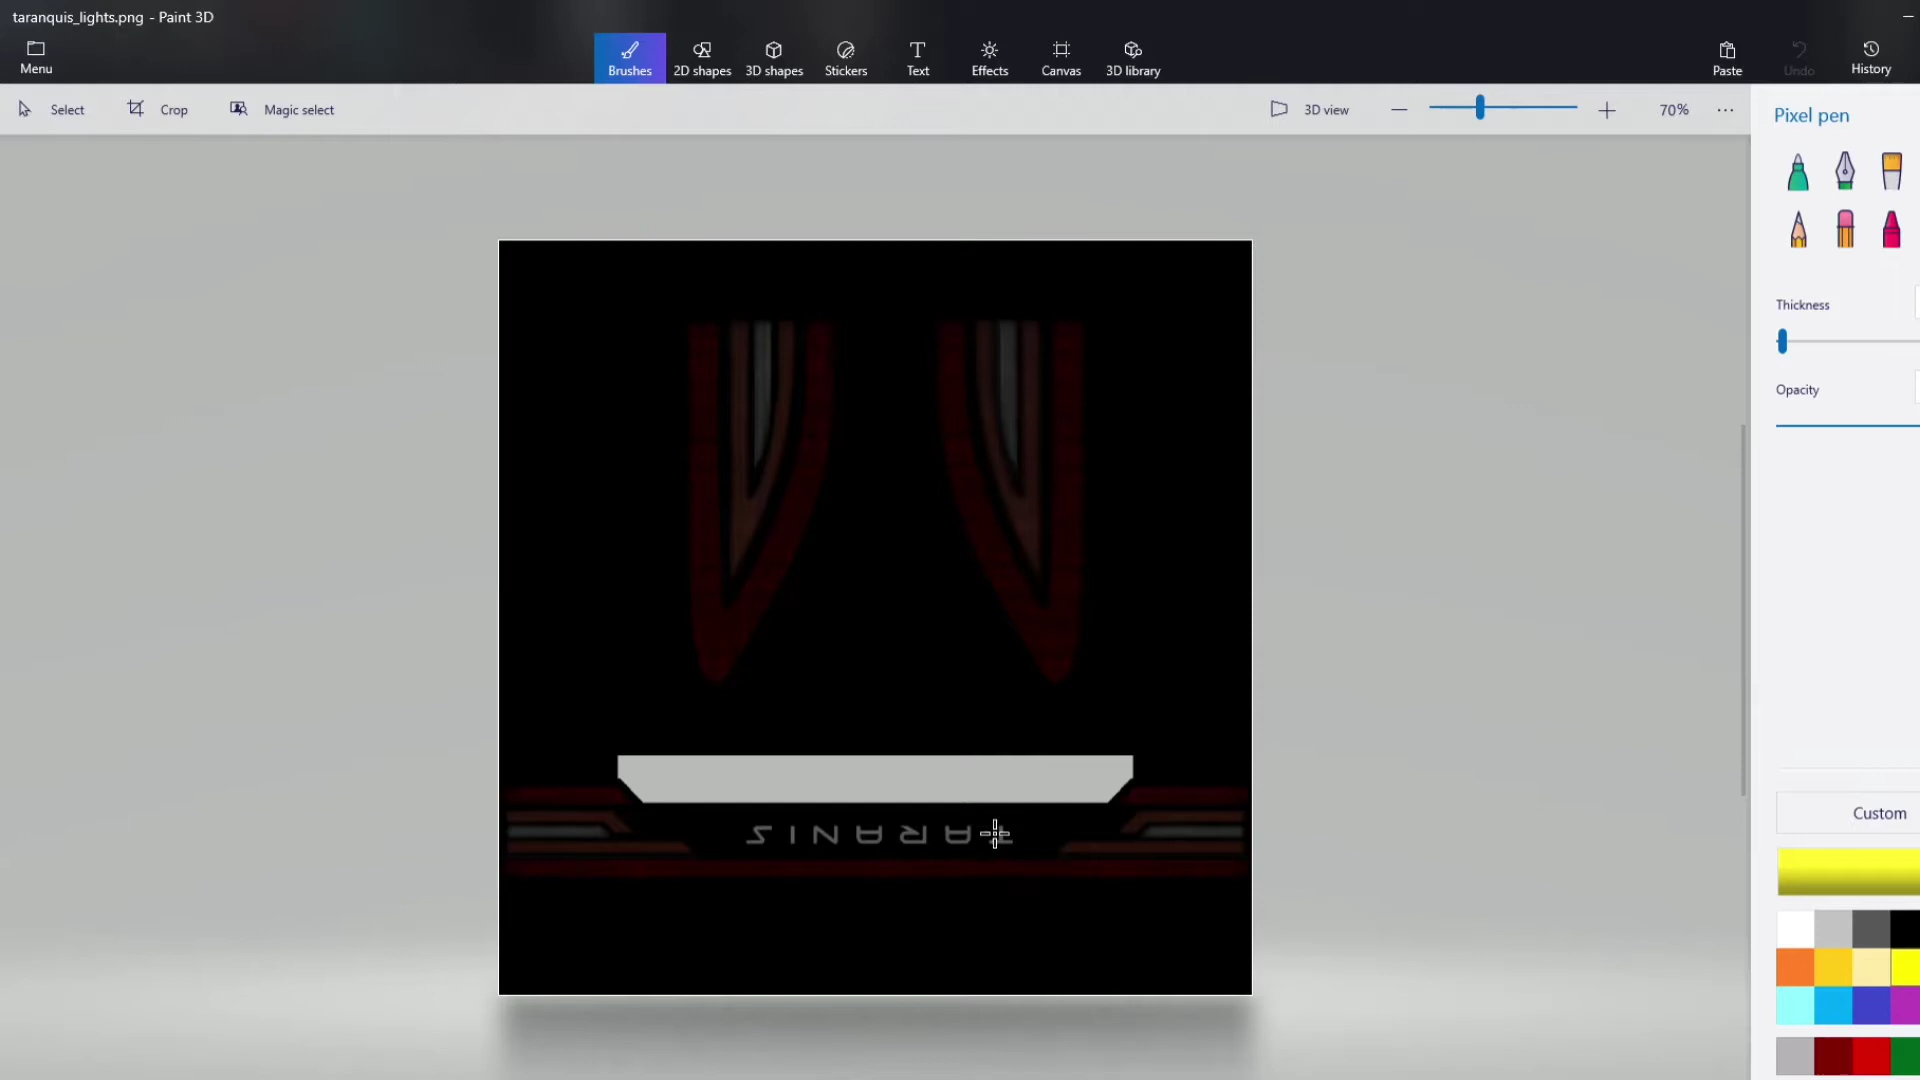 taranquis_lights.png - Paint 3D
Menu
Brushes
2D shapes
3D shapes
Stickers
Text
Effects
Canvas
3D library
Paste
Undo
History
Select
Crop
Magic select
3D view
70%
Pixel pen
Thickness
Opacity
Custom
TARANIS